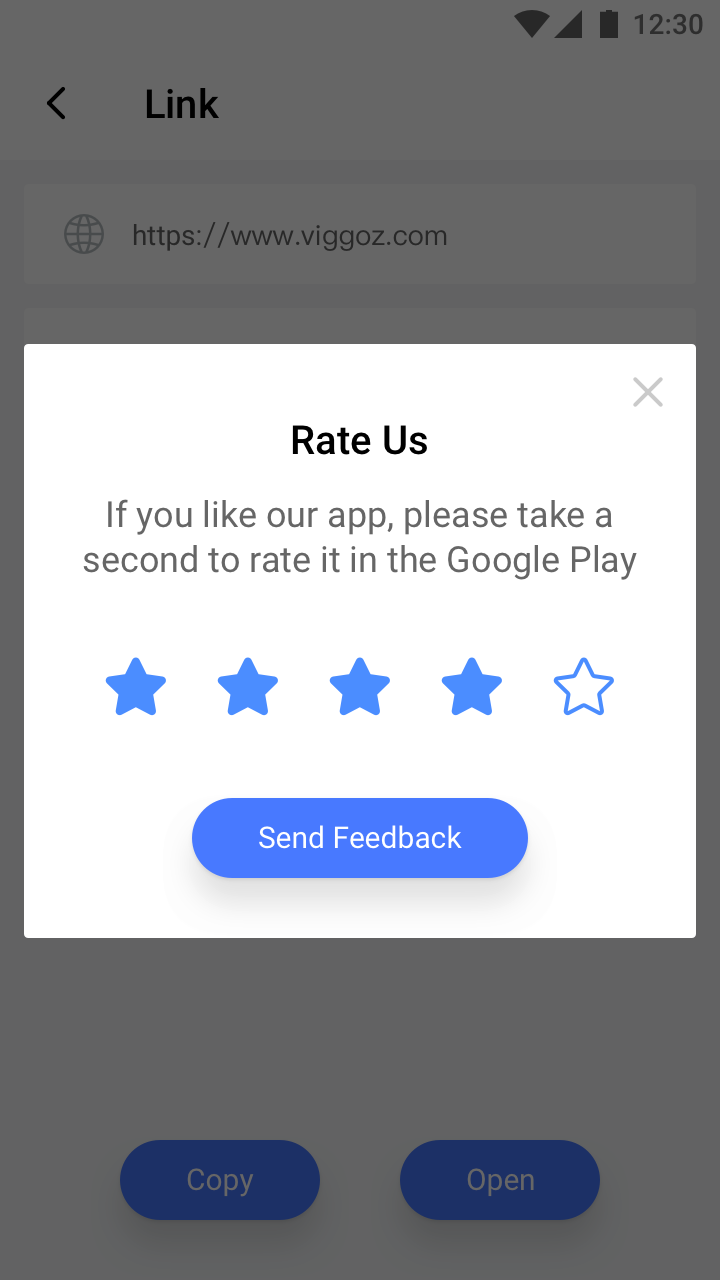 12:30
Link
https://www.viggoz.com
Rate Us
If you like our app, please take a
second to rate it in the Google Play
Send Feedback
Copy
Open